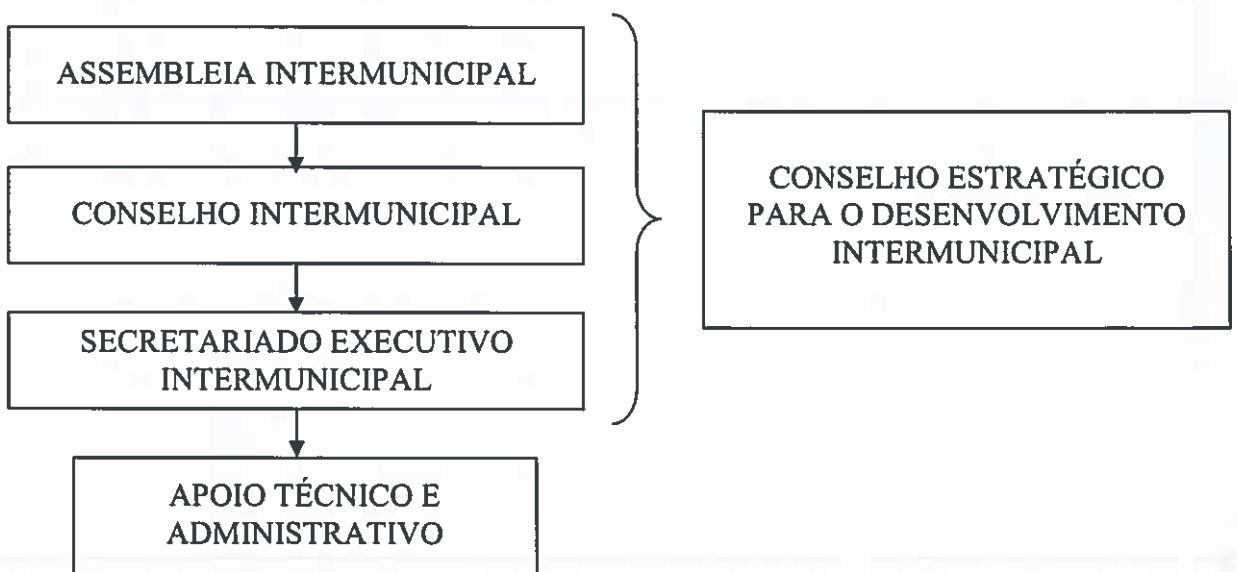 ASSEMBLEIA INTERMUNICIPAL
CONSELHO INTERMUNICIPAL
SECRETARIADO EXECUTIVO
INTERMUNICIPAL
APOIO TÉCNICO E
ADMINISTRATIVO
CONSELHO ESTRATÉGICO
PARA O DESENVOLVIMENTO
INTERMUNICIPAL